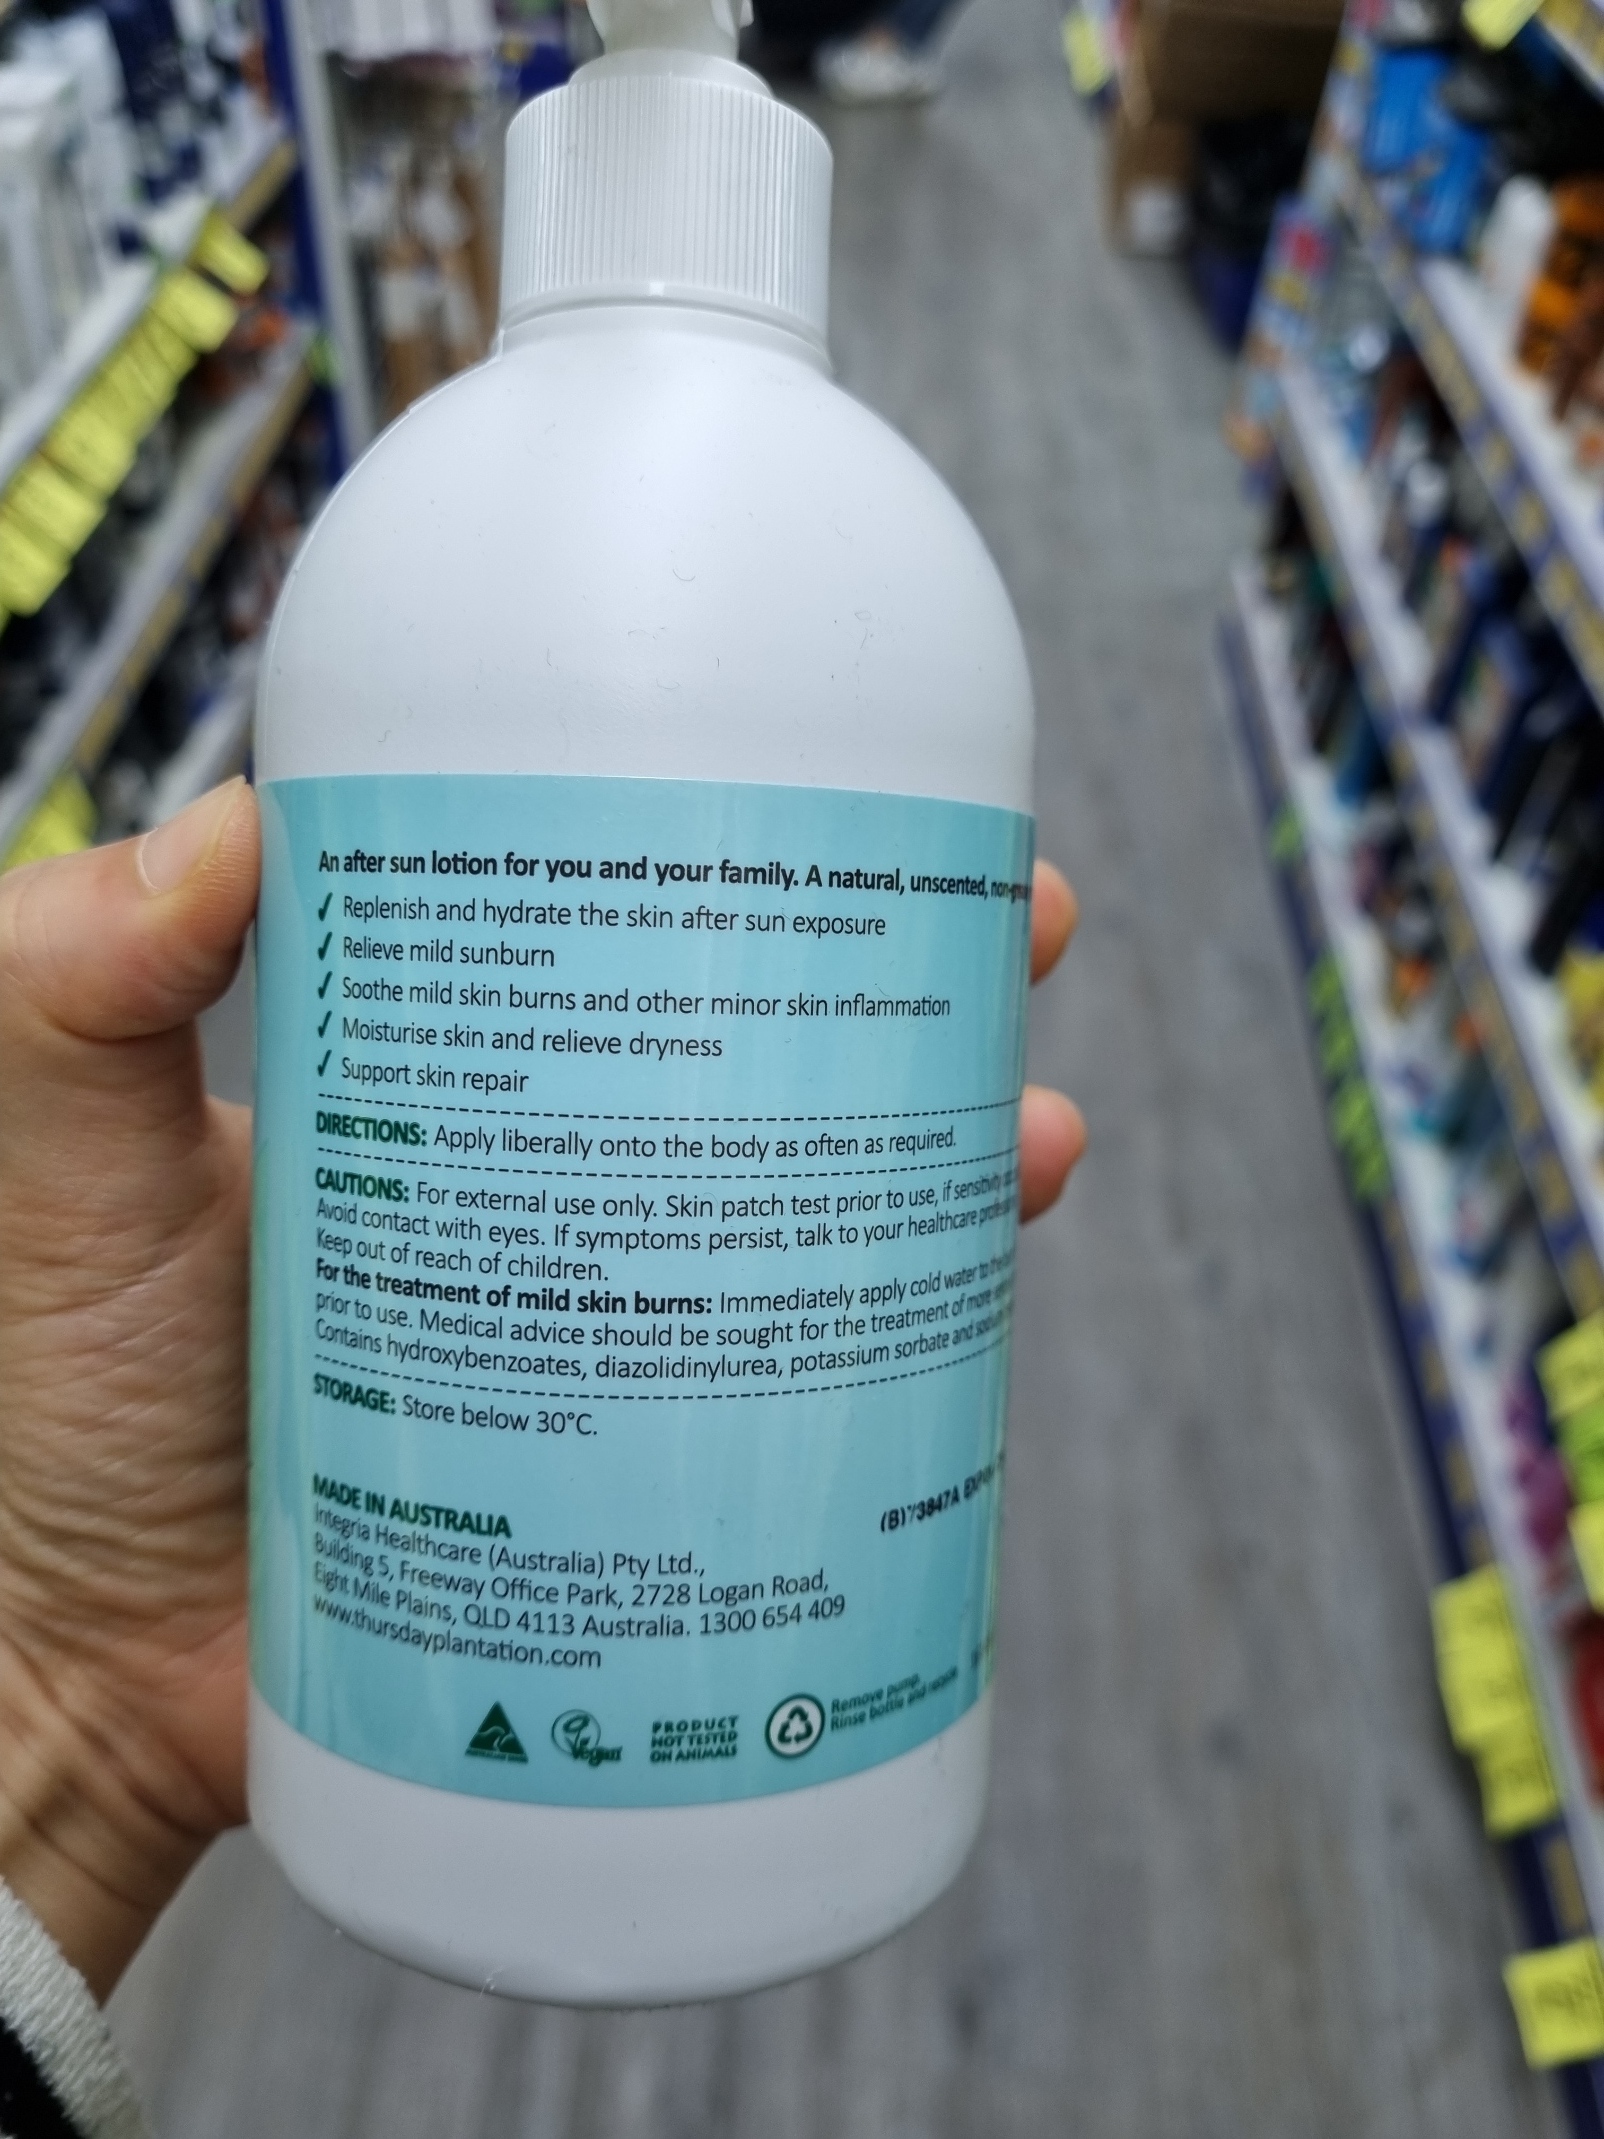 An after sun lotion for you and your family. A natural, unscented,
✓ Replenish and hydrate the skin after sun exposure
✓ Relieve mild sunburn
✓ Soothe mild skin burns and other minor skin inflammation
✓ Moisturise skin and relieve dryness
✓ Support skin repair
DIRECTIONS: Apply liberally onto the body as often as required.
CAUTIONS: For external use only. Skin patch test prior to use, if sensitivity
Avoid contact with eyes. If symptoms persist, talk to your healthcare
Keep out of reach of children.
For the treatment of mild skin burns: Immediately apply cold water to the
prior to use. Medical advice should be sought for the treatment of more
Contains hydroxybenzoates, diazolidinylurea, potassium sorbate and
STORAGE: Store below 30°C.
MADE IN AUSTRALIA
Integria Healthcare (Australia) Pty Ltd.,
Building 5, Freeway Office Park, 2728 Logan Road,
Eight Mile Plains, QLD 4113 Australia. 1300 654 409
www.thursdayplantation.com
Vegan
PRODUCT
NOT TESTED
ON ANIMALS
Remove pump.
Rinse bottle and